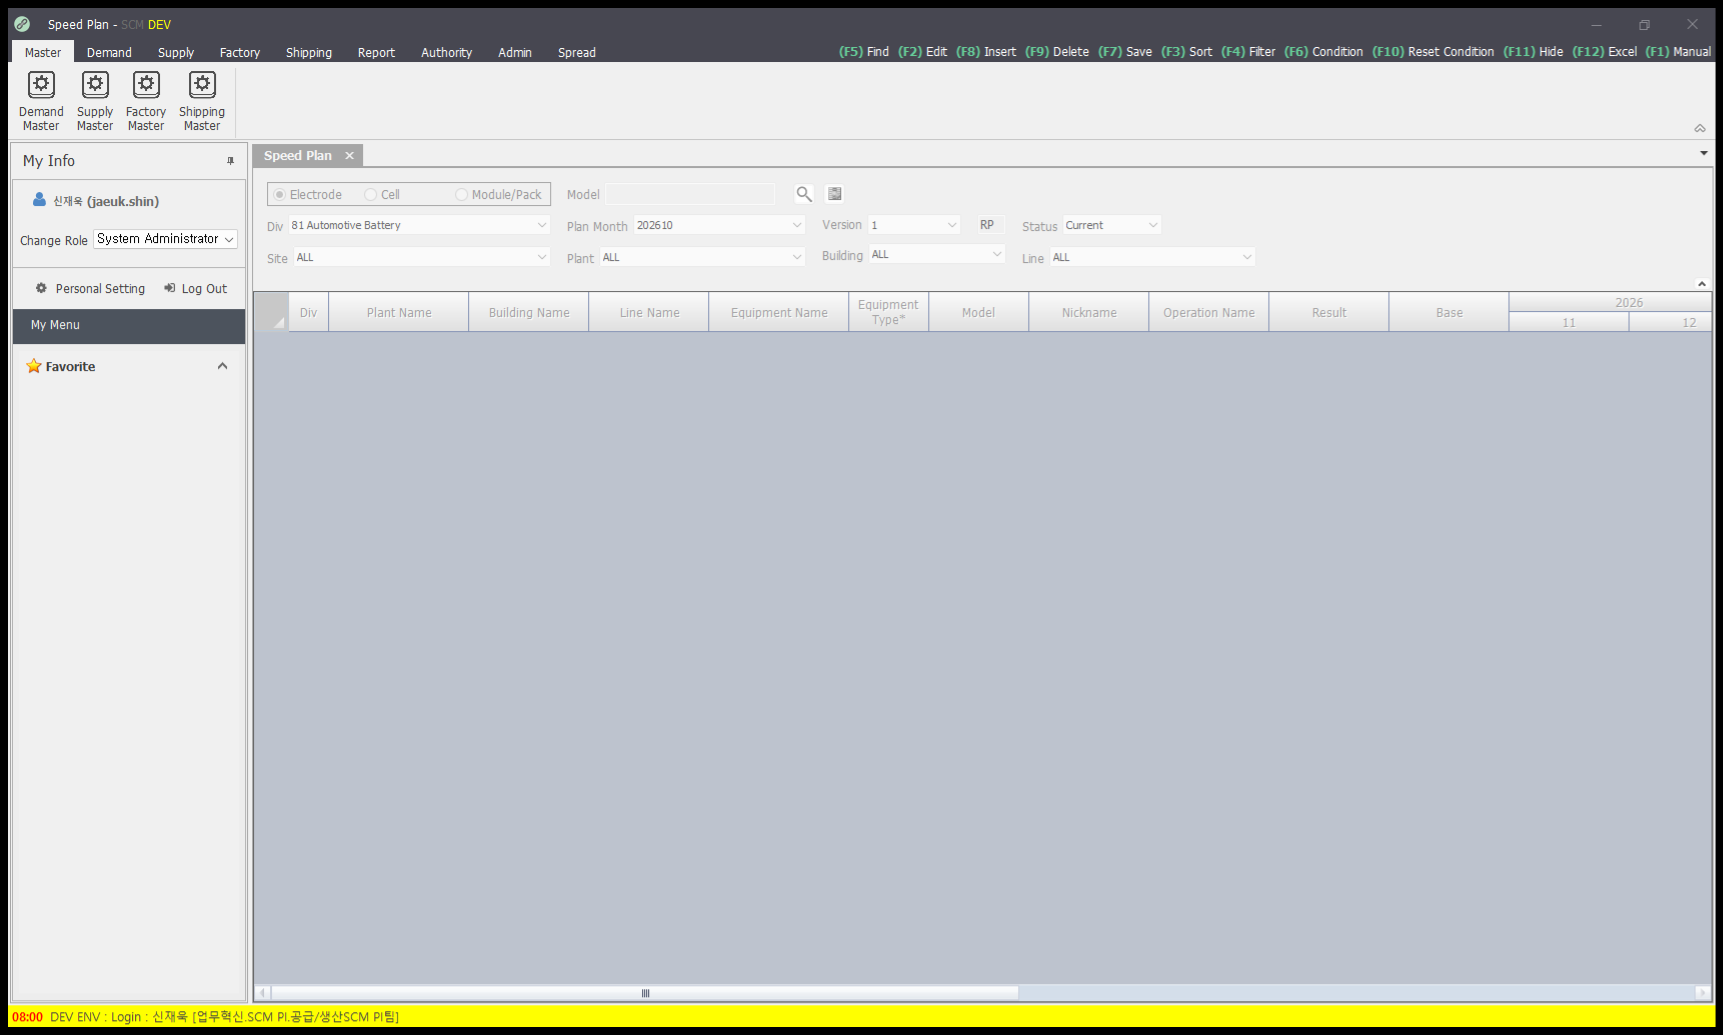 Speed Plan - SCM DEV
Master Demand Supply Factory Shipping Report Authority Admin Spread (F5) Find (F2) Edit (F8) Insert (F9) Delete (F7) Save (F3) Sort (F4) Filter (F6) Condition (F10) Reset Condition (F11) Hide (F12) Excel (F1) Manual
Demand Master Supply Master Factory Master Shipping Master
My Info
신재욱 (jaeuk.shin)
Change Role System Administrator
Personal Setting Log Out
My Menu
Favorite
Speed Plan
Electrode Cell Module/Pack Model
Div 81 Automotive Battery Plan Month 202610 Version 1 RP Status Current
Site ALL Plant ALL Building ALL Line ALL
Div Plant Name Building Name Line Name Equipment Name Equipment Type* Model Nickname Operation Name Result Base 2026
11 12
08:00 DEV ENV : Login : 신재욱 [업무혁신.SCM PI.공급/생산SCM PI팀]